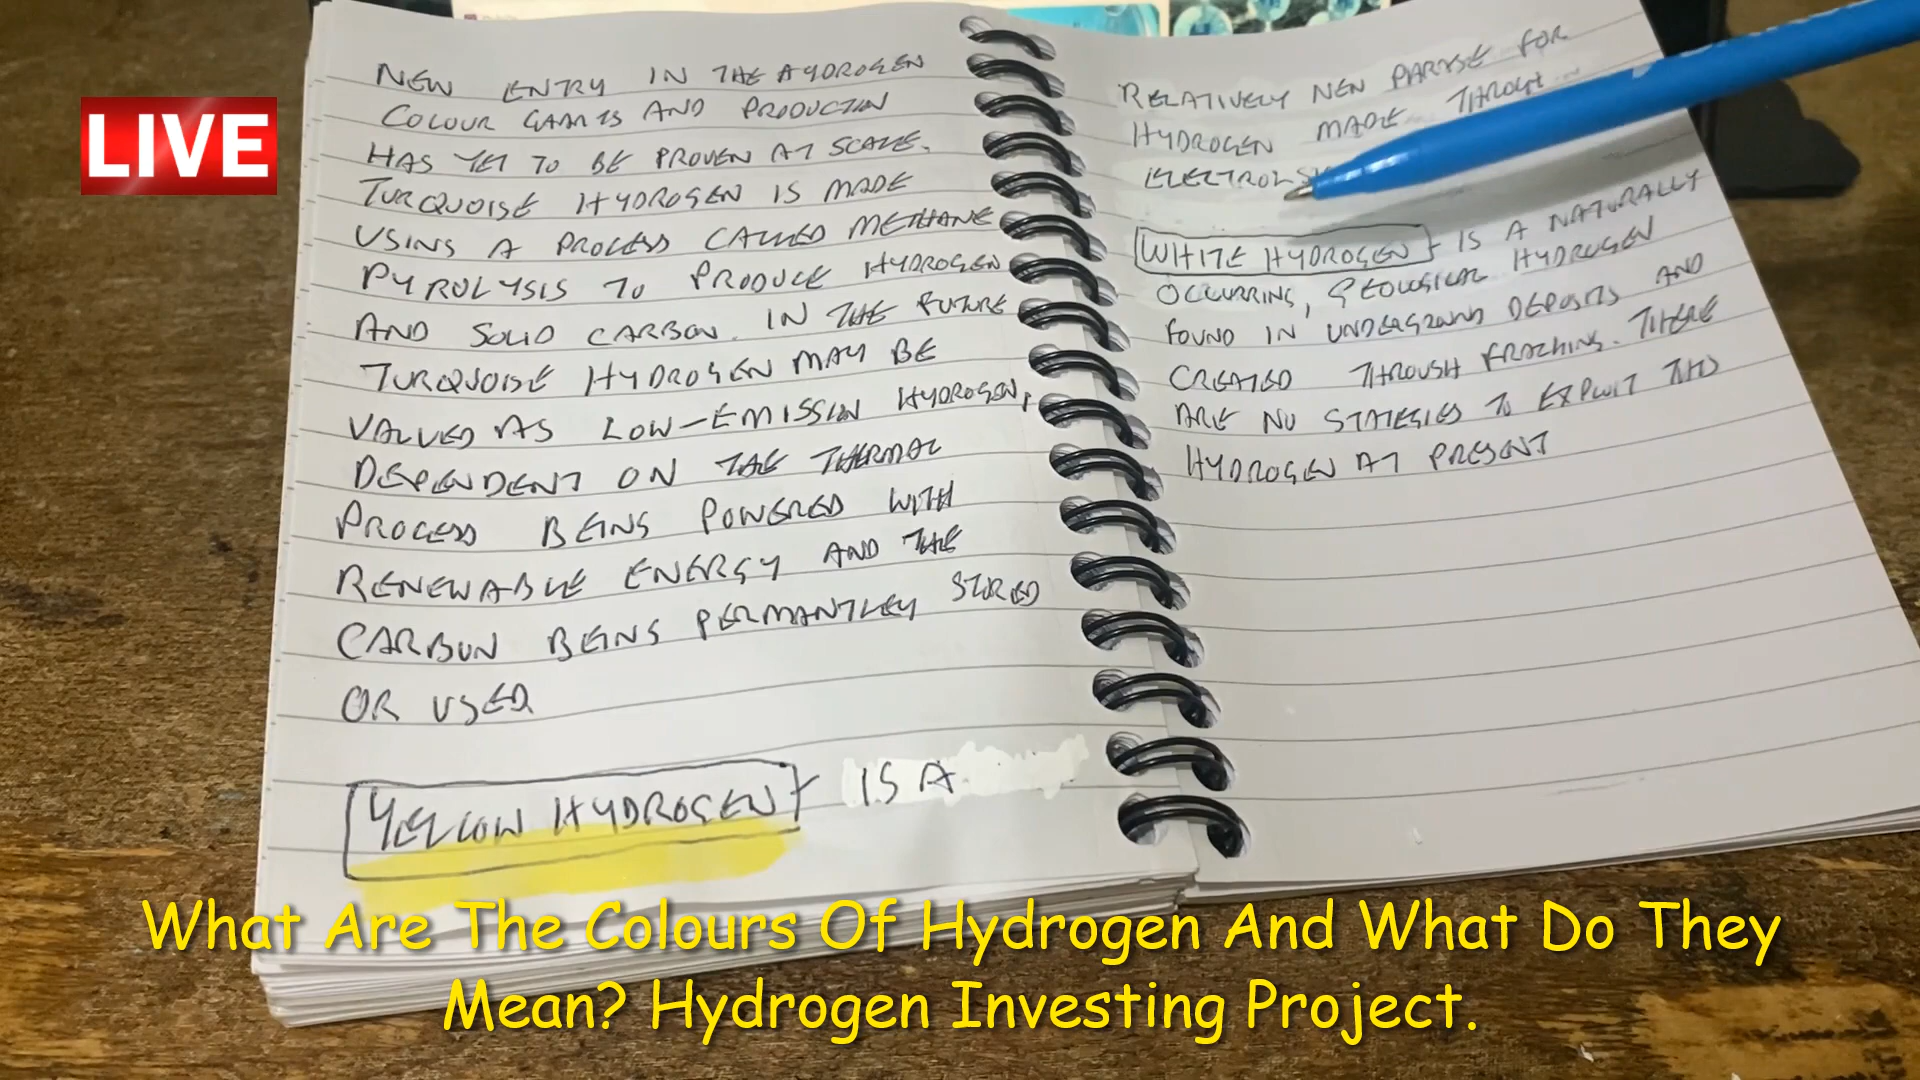 LIVE
NEW ENTRY IN THE HYDROGEN
COLOUR CHARTS AND PRODUCTION
HAS YET TO BE PROVEN AT SCALE.
TURQUOISE HYDROGEN IS MADE
USING A PROCESS CALLED METHANE
PYROLYSIS TO PRODUCE HYDROGEN
AND SOLID CARBON. IN THE FUTURE
TURQUOISE HYDROGEN MAY BE
VALUED AS LOW-EMISSION HYDROGEN,
DEPENDENT ON THE THERMAL
PROCESS BEING POWERED WITH
RENEWABLE ENERGY AND THE
CARBON BEING PERMANTLEY STORED
OR USED
YELLOW HYDROGEN IS A
RELATIVELY NEW PHARSE FOR
HYDROGEN MADE THROUGH
WHITE HYDROGEN IS A NATURALLY
OCCURRING, GEOLOGICAL HYDROGEN
FOUND IN UNDERGROUND DEPOSITS AND
CREATED THROUGH FRACKING. THERE
ARE NO STATEGIES TO EXPLOIT THIS
HYDROGEN AT PRESENT
What Are The Colours Of Hydrogen And What Do They
Mean? Hydrogen Investing Project.